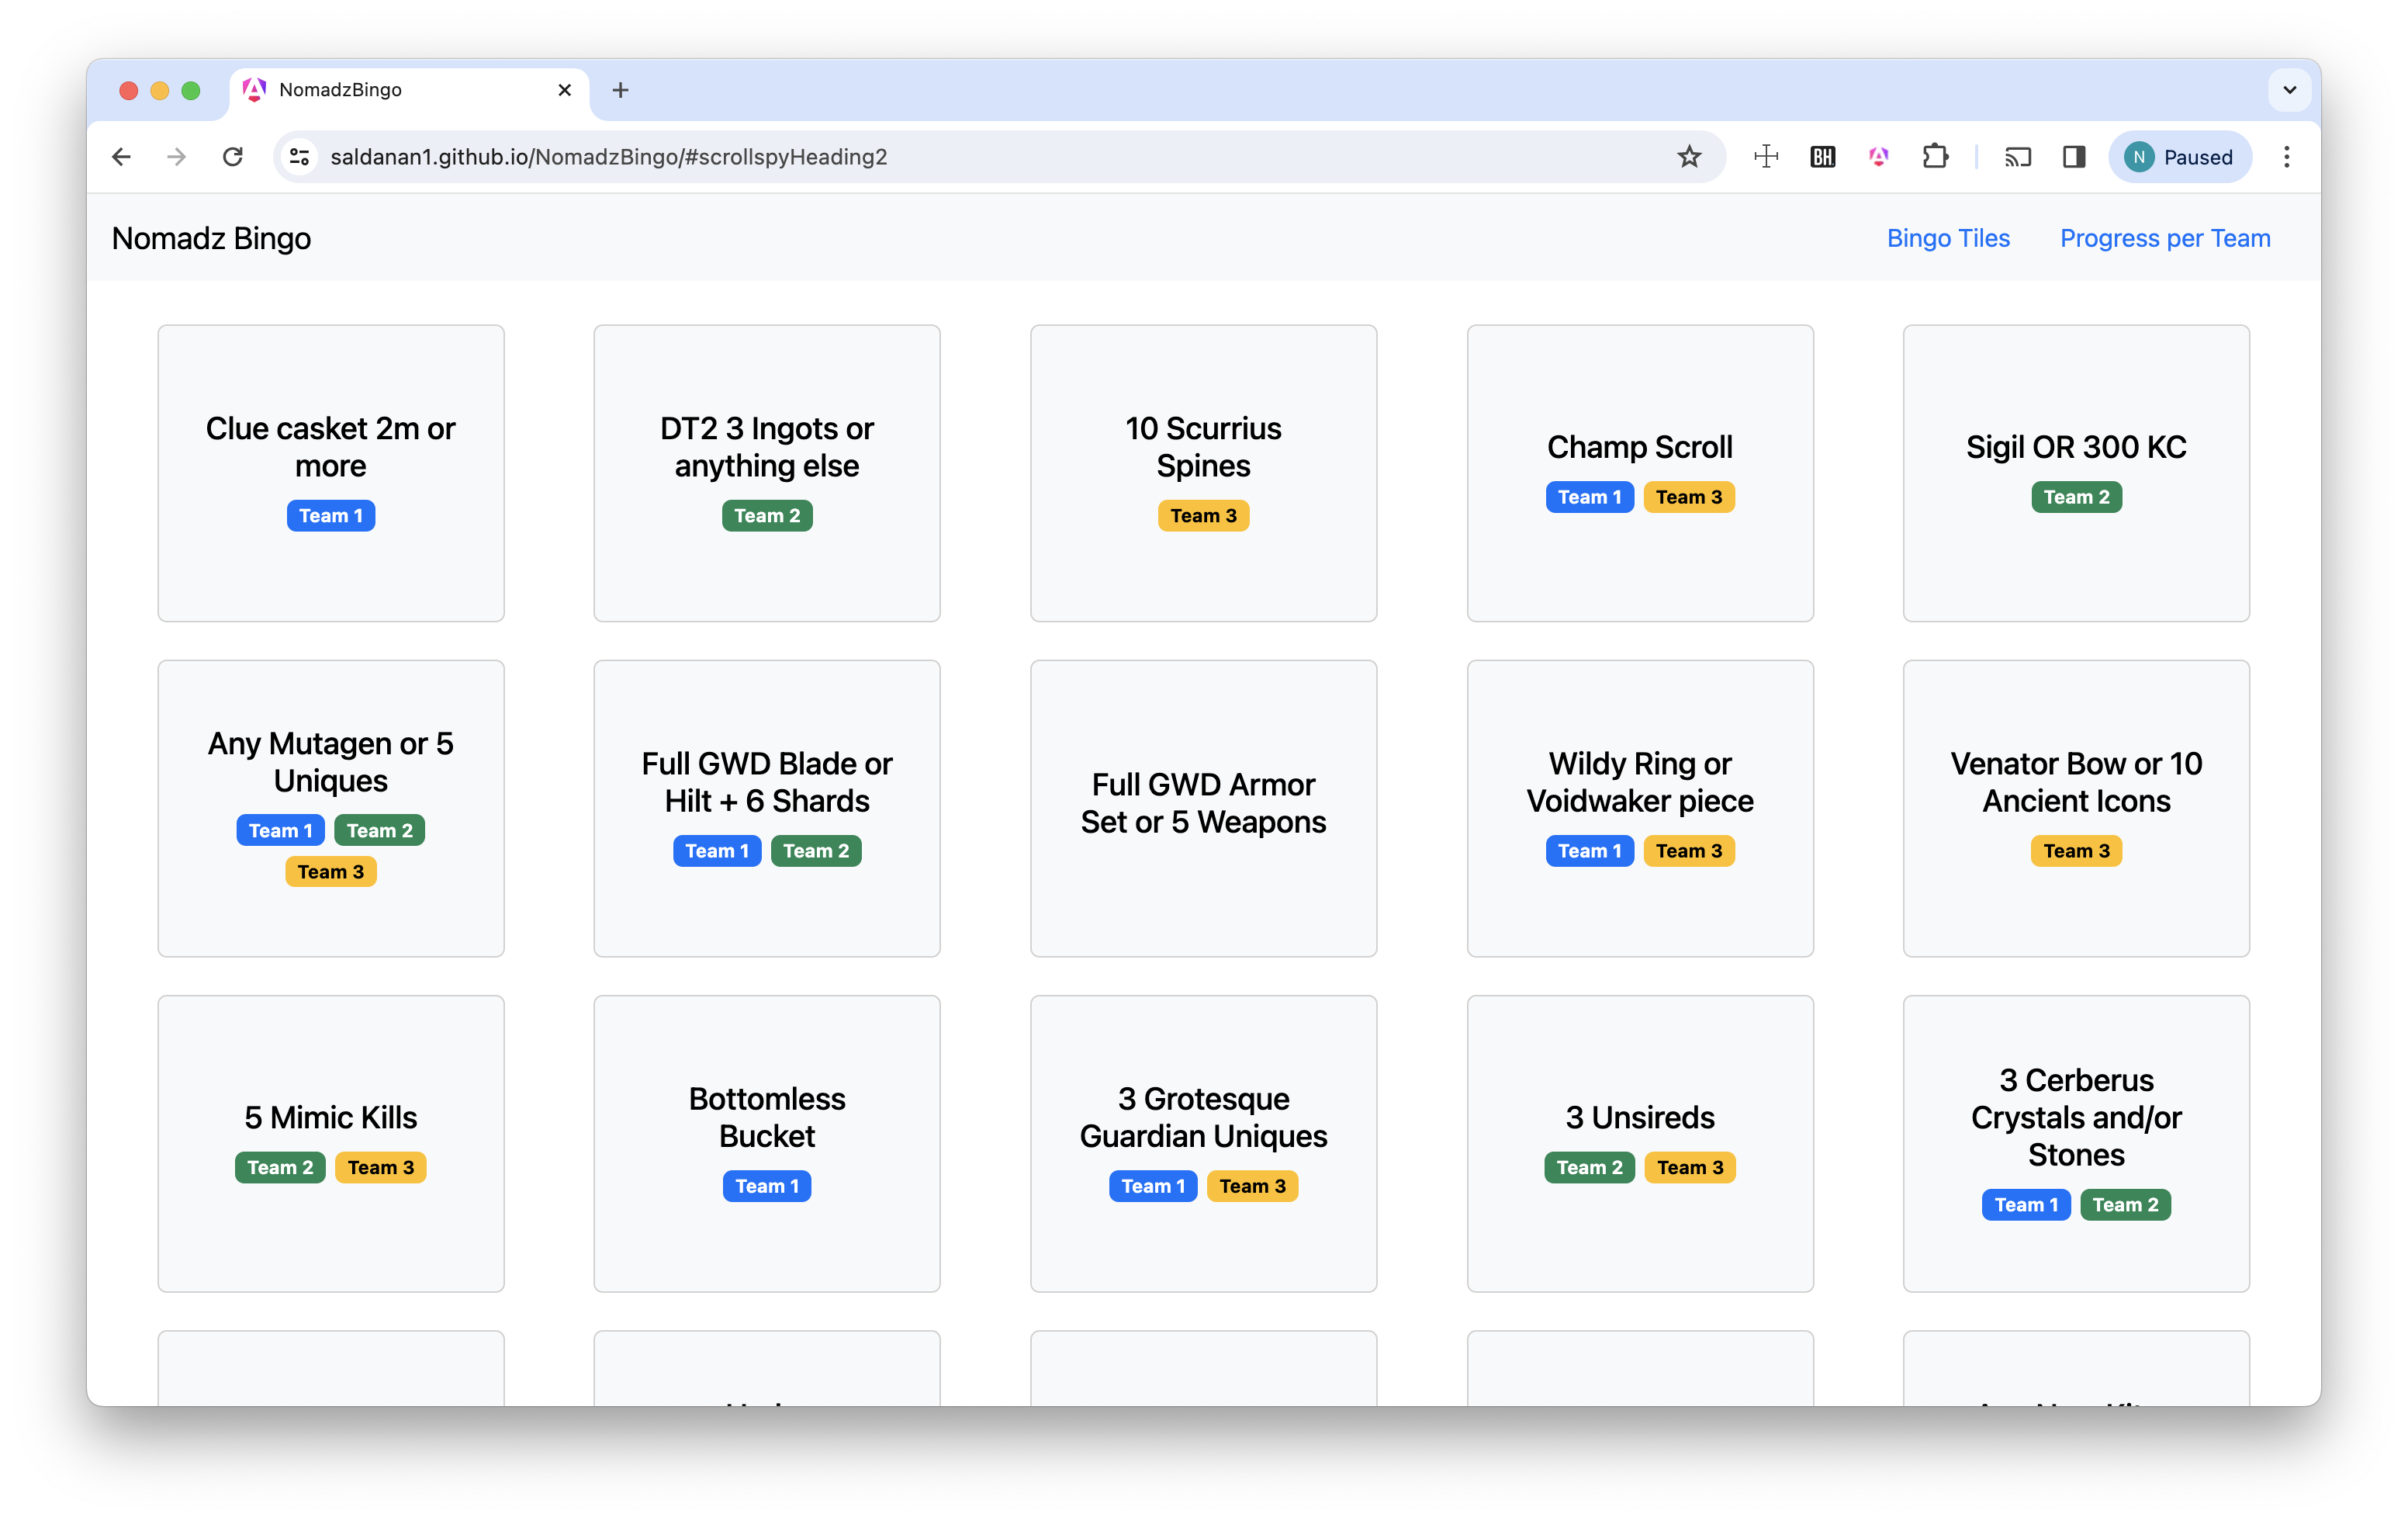 NomadzBingo
saldanan1.github.io/NomadzBingo/#scrollspyHeading2
BH
N Paused
Nomadz Bingo
Bingo Tiles
Progress per Team
Clue casket 2m or
more
Team 1
DT2 3 Ingots or
anything else
Team 2
10 Scurrius
Spines
Team 3
Champ Scroll
Team 1 Team 3
Sigil OR 300 KC
Team 2
Any Mutagen or 5
Uniques
Team 1 Team 2
Team 3
Full GWD Blade or
Hilt + 6 Shards
Team 1 Team 2
Full GWD Armor
Set or 5 Weapons
Wildy Ring or
Voidwaker piece
Team 1 Team 3
Venator Bow or 10
Ancient Icons
Team 3
5 Mimic Kills
Team 2 Team 3
Bottomless
Bucket
Team 1
3 Grotesque
Guardian Uniques
Team 1 Team 3
3 Unsireds
Team 2 Team 3
3 Cerberus
Crystals and/or
Stones
Team 1 Team 2